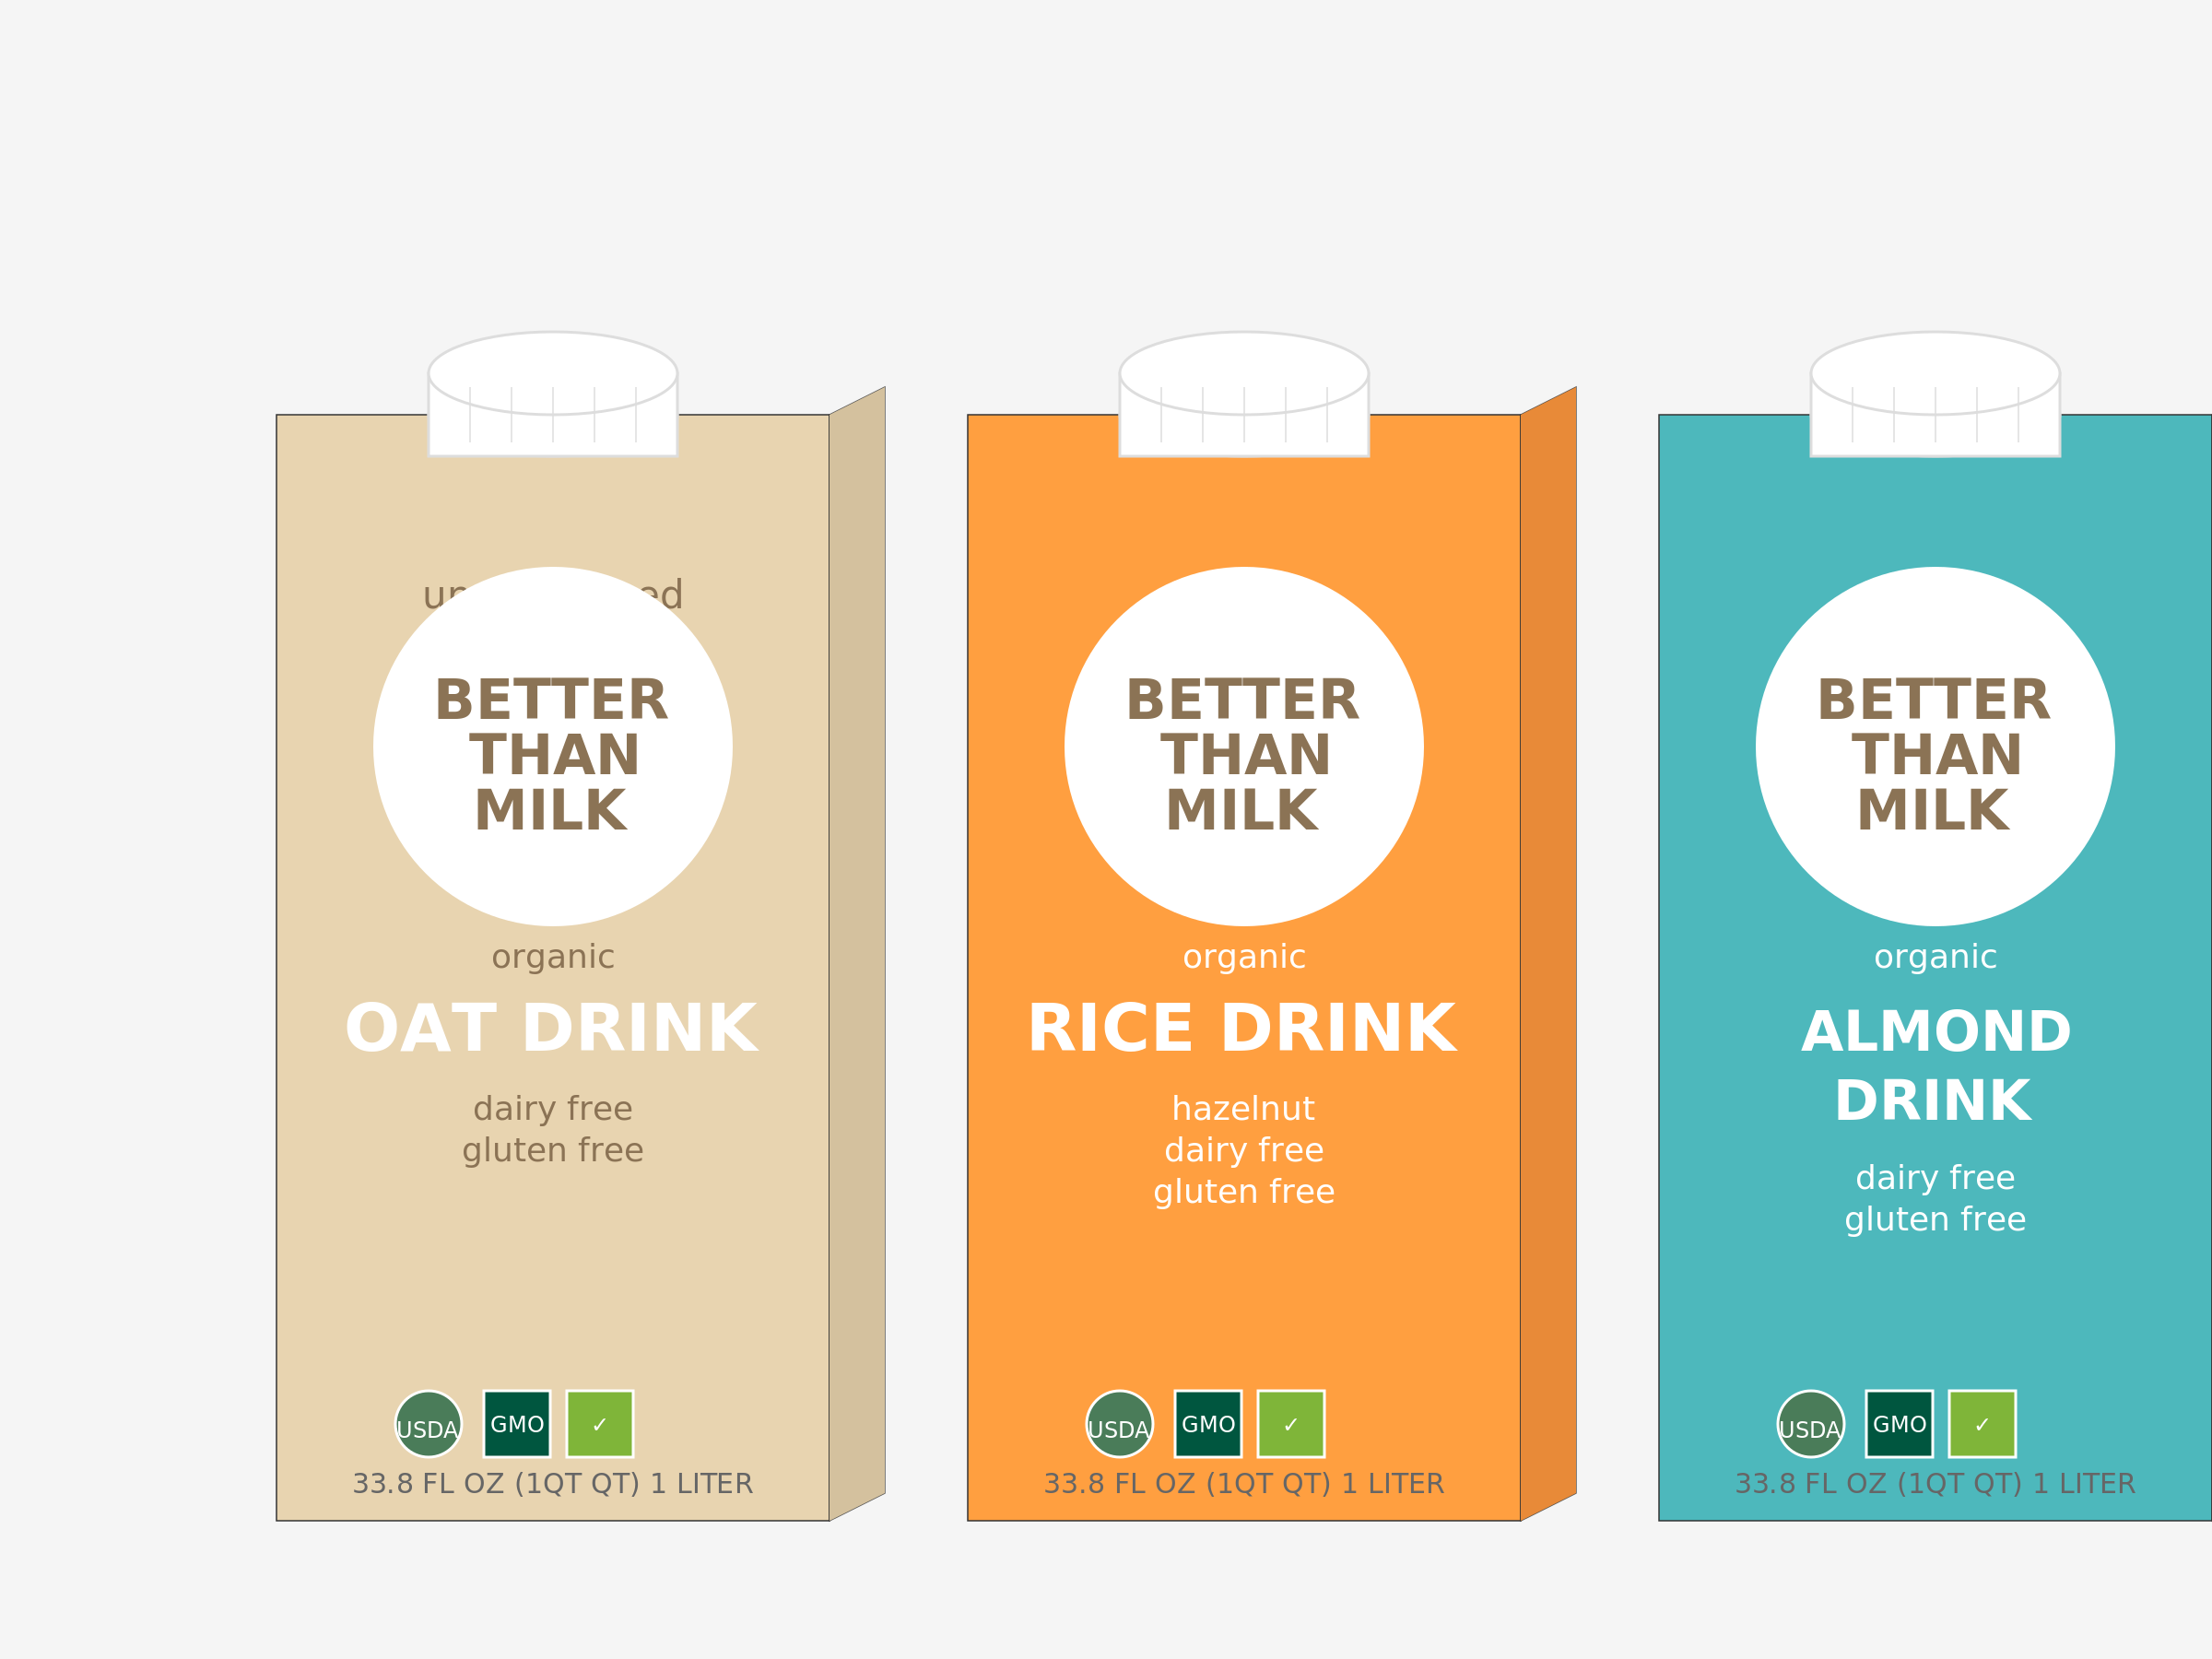 BETTER
THAN
MILK
organic
OAT DRINK
dairy free
gluten free
USDA
GMO
✓
33.8 FL OZ (1QT QT) 1 LITER
BETTER
THAN
MILK
organic
RICE DRINK
hazelnut
dairy free
gluten free
USDA
GMO
✓
33.8 FL OZ (1QT QT) 1 LITER
BETTER
THAN
MILK
organic
ALMOND
DRINK
dairy free
gluten free
USDA
GMO
✓
33.8 FL OZ (1QT QT) 1 LITER